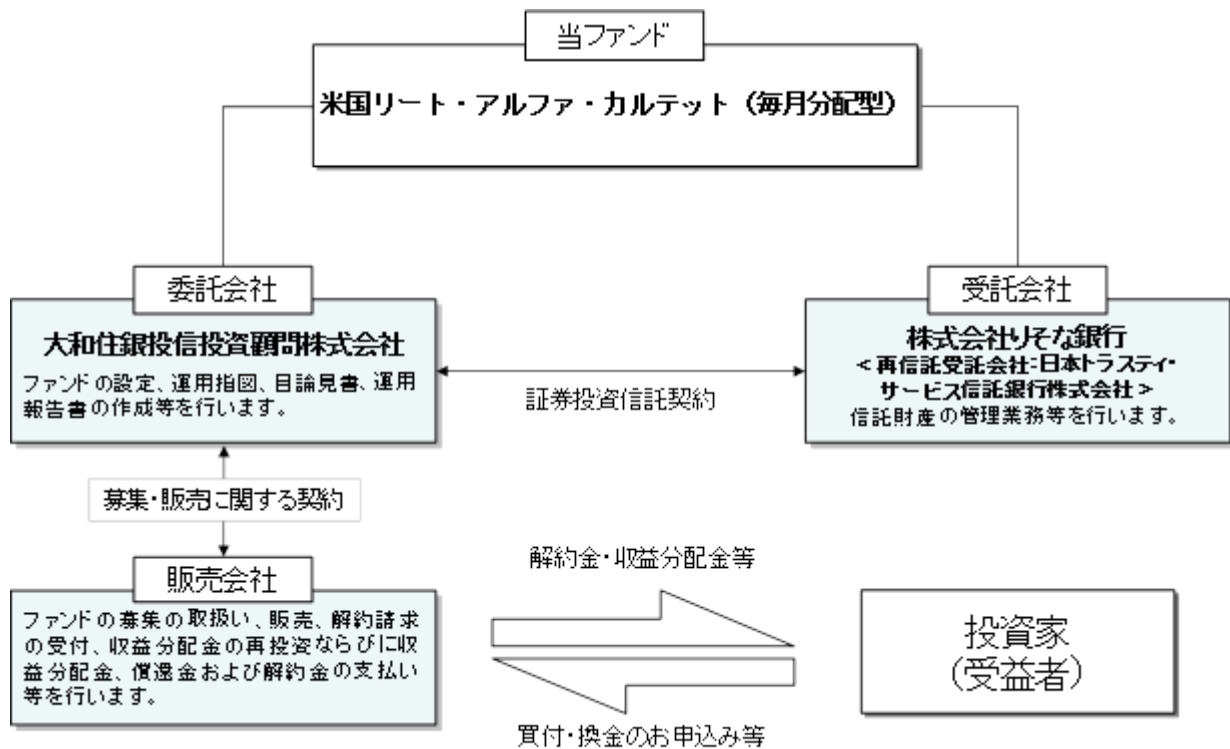 当ファンド
米国リート・アルファ・カルテット（毎月分配型）
委託会社
大和住銀投信投資顧問株式会社
ファンドの設定、運用指図、目論見書、運用
報告書の作成等を行います。
証券投資信託契約
受託会社
株式会社りそな銀行
＜再信託受託会社:日本トラスティ・
サービス信託銀行株式会社＞
信託財産の管理業務等を行います。
募集・販売に関する契約
販売会社
ファンドの募集の取扱い、販売、解約請求
の受付、収益分配金の再投資ならびに収
益分配金、償還金および解約金の支払い
等を行います。
解約金・収益分配金等
買付・換金のお申込み等
投資家
（受益者）